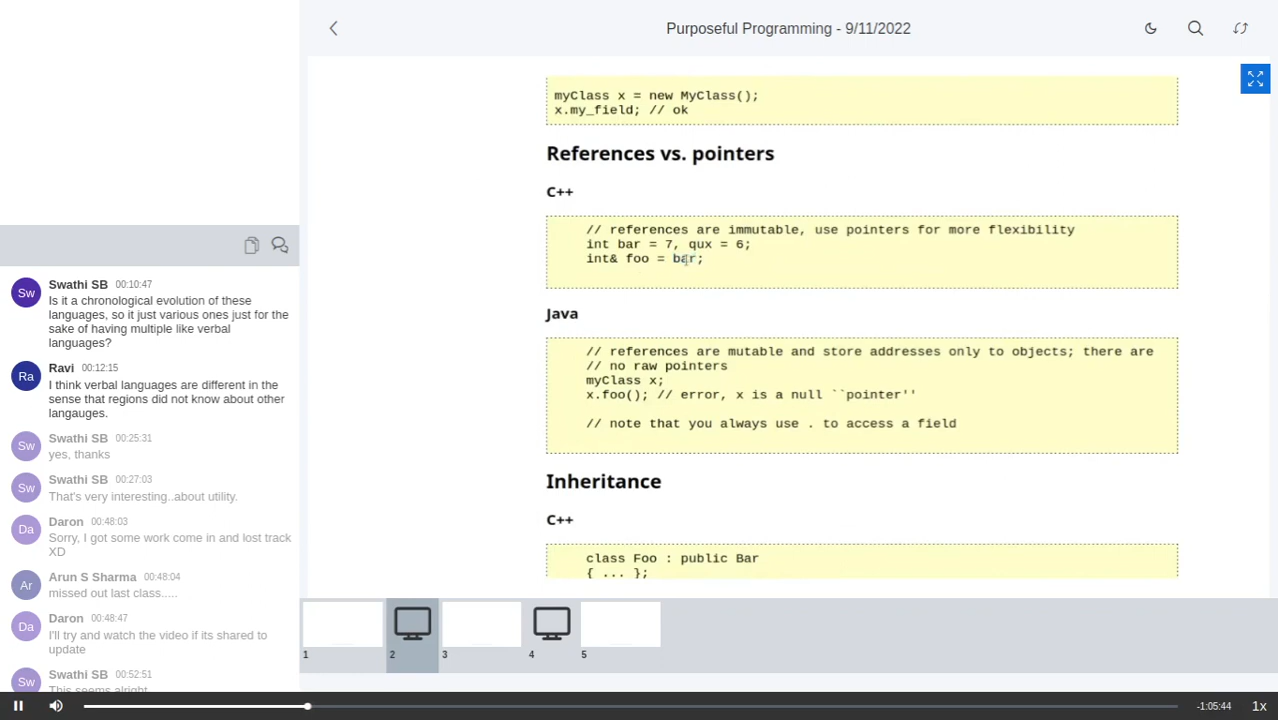 Purposeful Programming - 9/11/2022
Sw
Swathi SB 00:10:47
Is it a chronological evolution of these
languages, so it just various ones just for the
sake of having multiple like verbal
languages?
Ra
Ravi 00:12:15
I think verbal languages are different in the
sense that regions did not know about other
langauges.
Sw
Swathi SB 00:25:31
yes, thanks
Sw
Swathi SB 00:27:03
That's very interesting..about utility.
Da
Daron 00:48:03
Sorry, I got some work come in and lost track
XD
Ar
Arun S Sharma 00:48:04
missed out last class.....
Da
Daron 00:48:47
I'll try and watch the video if its shared to
update
Sw
Swathi SB 00:52:51
This seems alright
myClass x = new MyClass();
x.my_field; // ok
References vs. pointers
C++
// references are immutable, use pointers for more flexibility
int bar = 7, qux = 6;
int& foo = bar;
Java
// references are mutable and store addresses only to objects; there are
// no raw pointers
myClass x;
x.foo(); // error, x is a null ``pointer''
// note that you always use . to access a field
Inheritance
C++
class Foo : public Bar
{ ... };
1 2 3 4 5
-1:05:44 1x